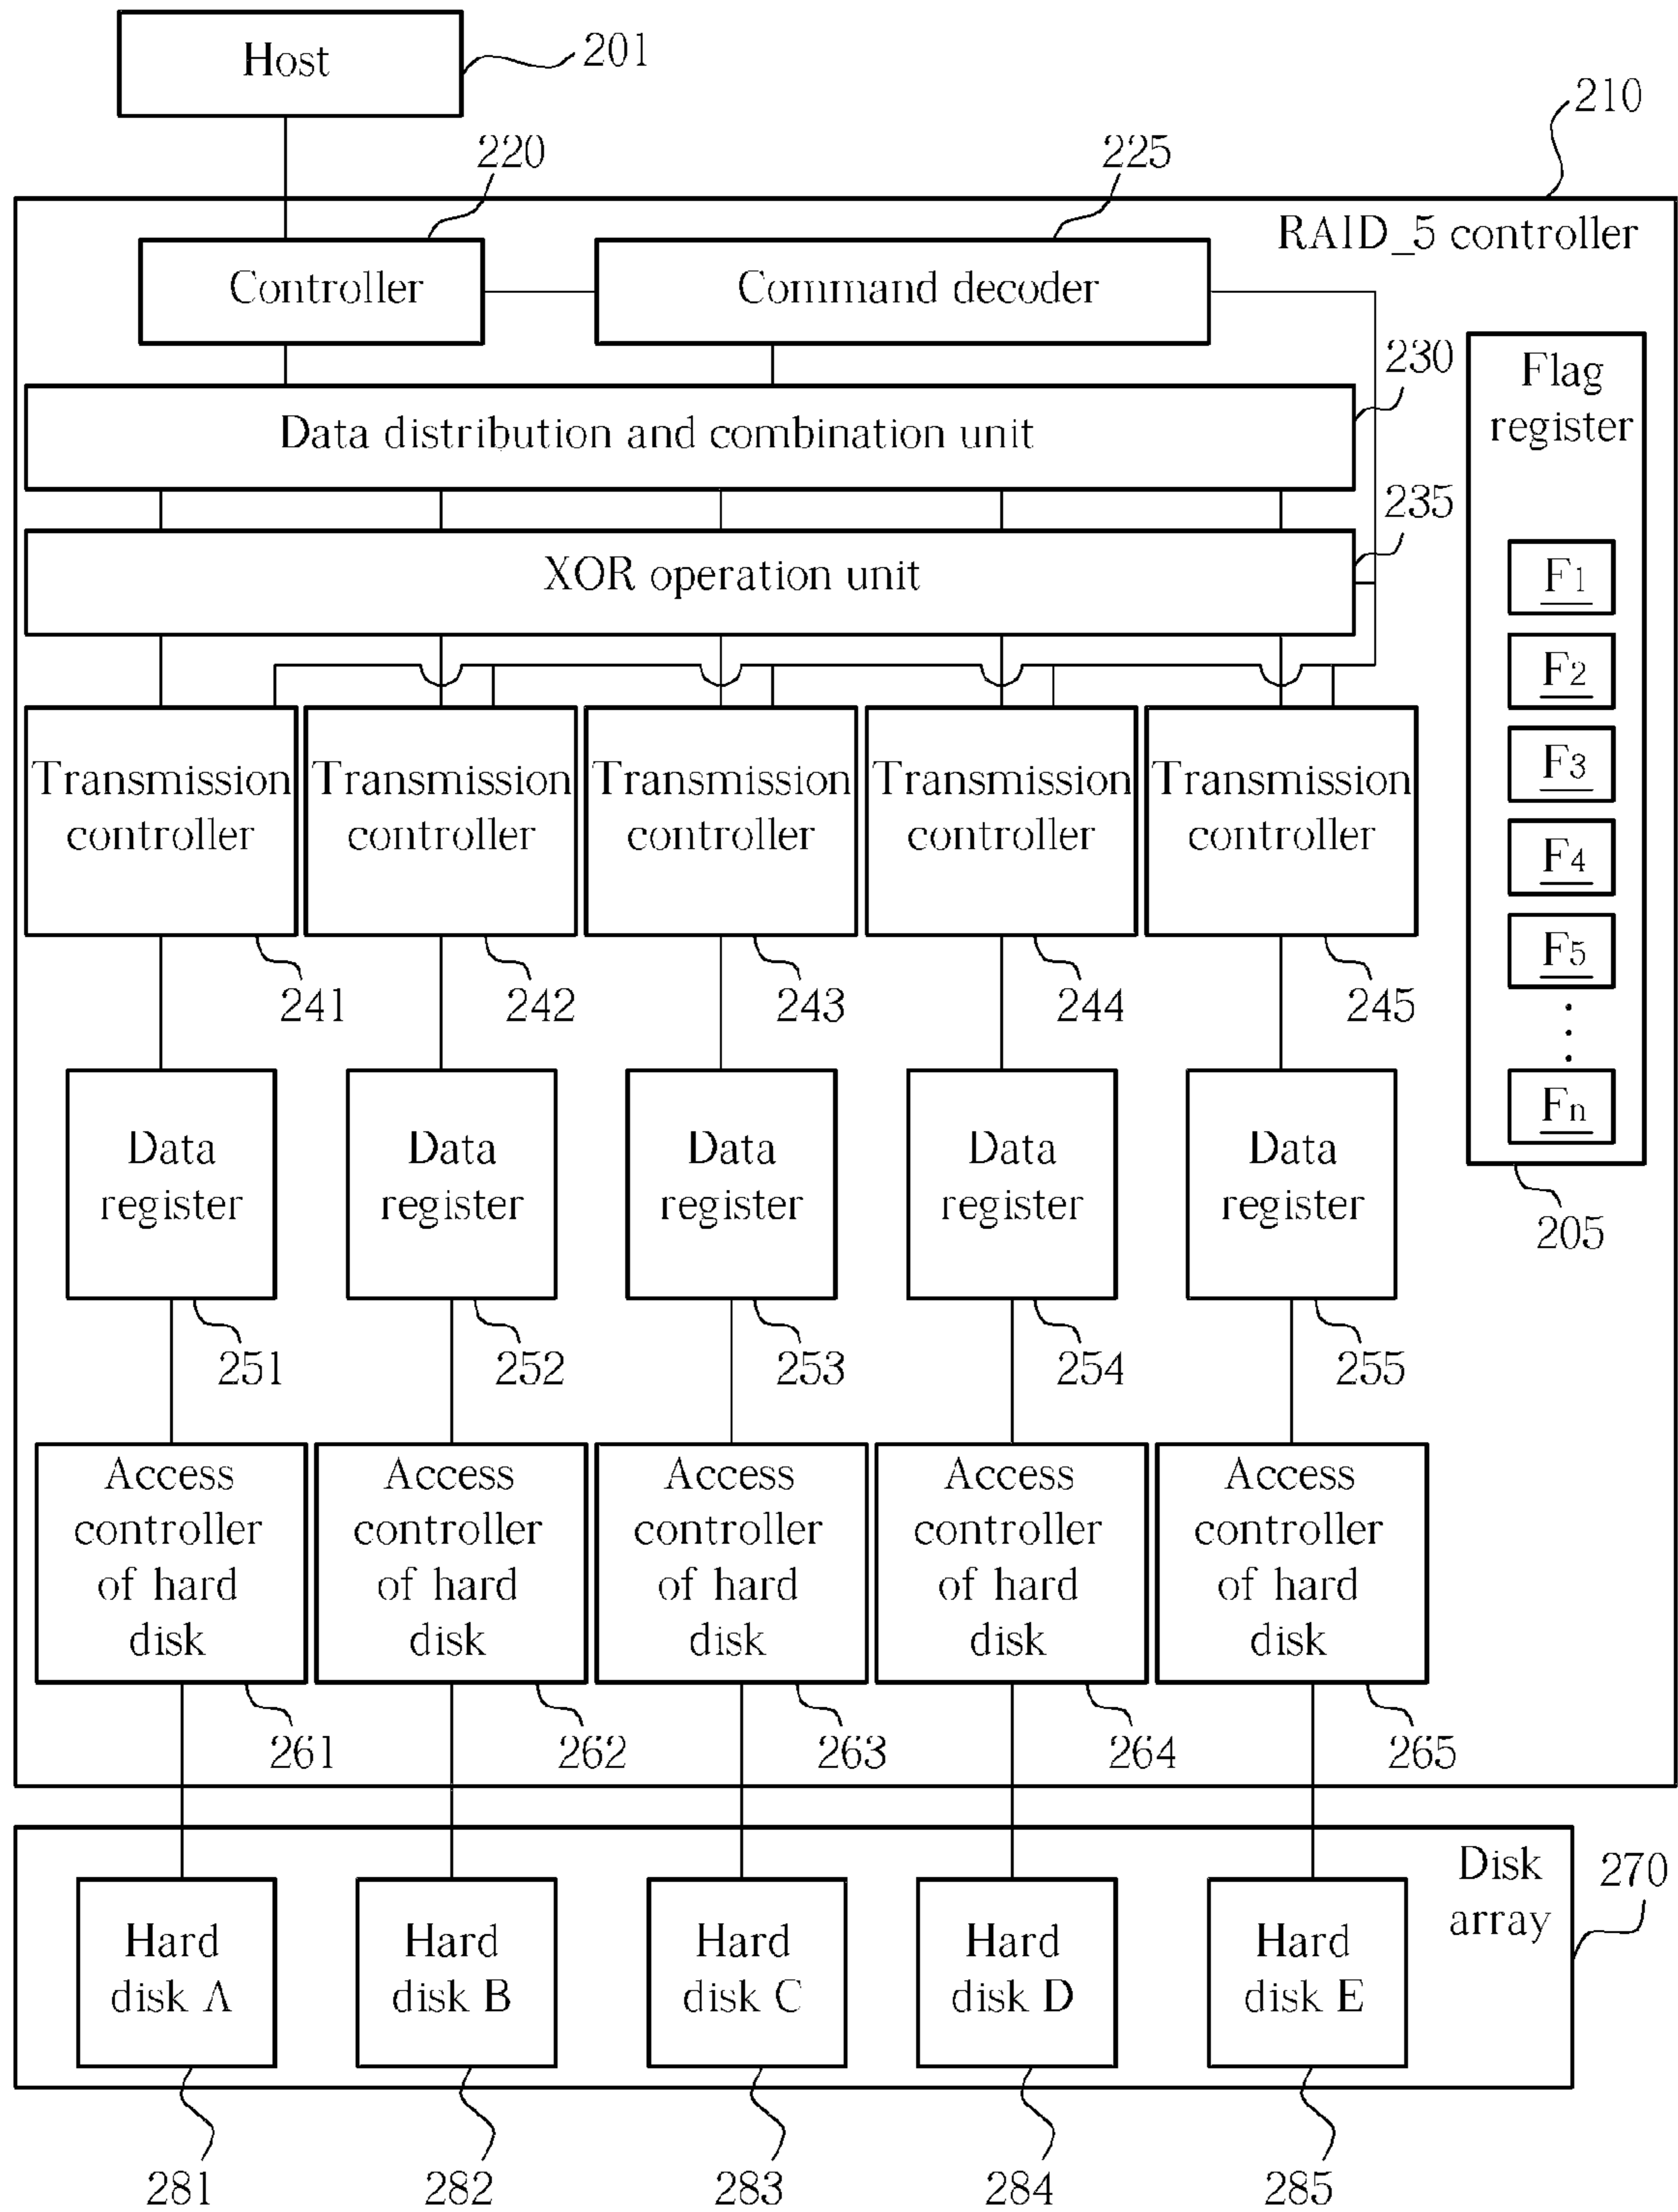 Host
201
210
220
225
RAID_5 controller
Controller
Command decoder
230
Flag
register
Data distribution and combination unit
235
XOR operation unit
F1
F2
F3
F4
F5
Fn
205
Transmission
controller
Transmission
controller
Transmission
controller
Transmission
controller
Transmission
controller
241
242
243
244
245
Data
register
Data
register
Data
register
Data
register
Data
register
251
252
253
254
255
Access
controller
of hard
disk
Access
controller
of hard
disk
Access
controller
of hard
disk
Access
controller
of hard
disk
Access
controller
of hard
disk
261
262
263
264
265
Disk
array
270
Hard
disk A
Hard
disk B
Hard
disk C
Hard
disk D
Hard
disk E
281
282
283
284
285